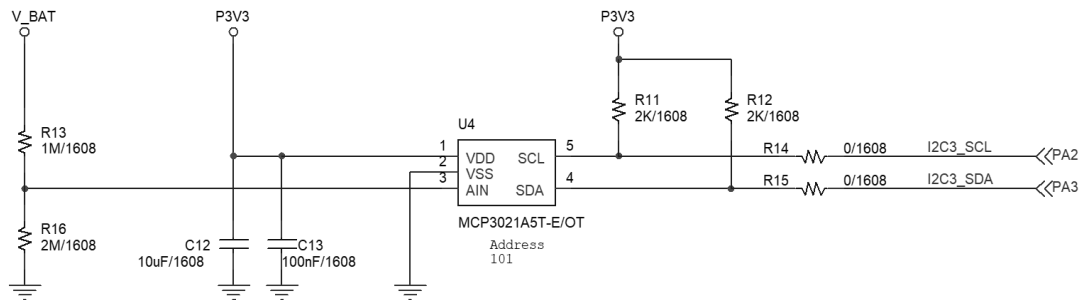 V_BAT
P3V3
P3V3
R11
2K/1608
R12
2K/1608
R13
1M/1608
U4
1
2
3
VDD
VSS
AIN
SCL
SDA
5
4
R14
0/1608
I2C3_SCL
PA2
R15
0/1608
I2C3_SDA
PA3
MCP3021A5T-E/OT
Address
101
R16
2M/1608
C12
10uF/1608
C13
100nF/1608